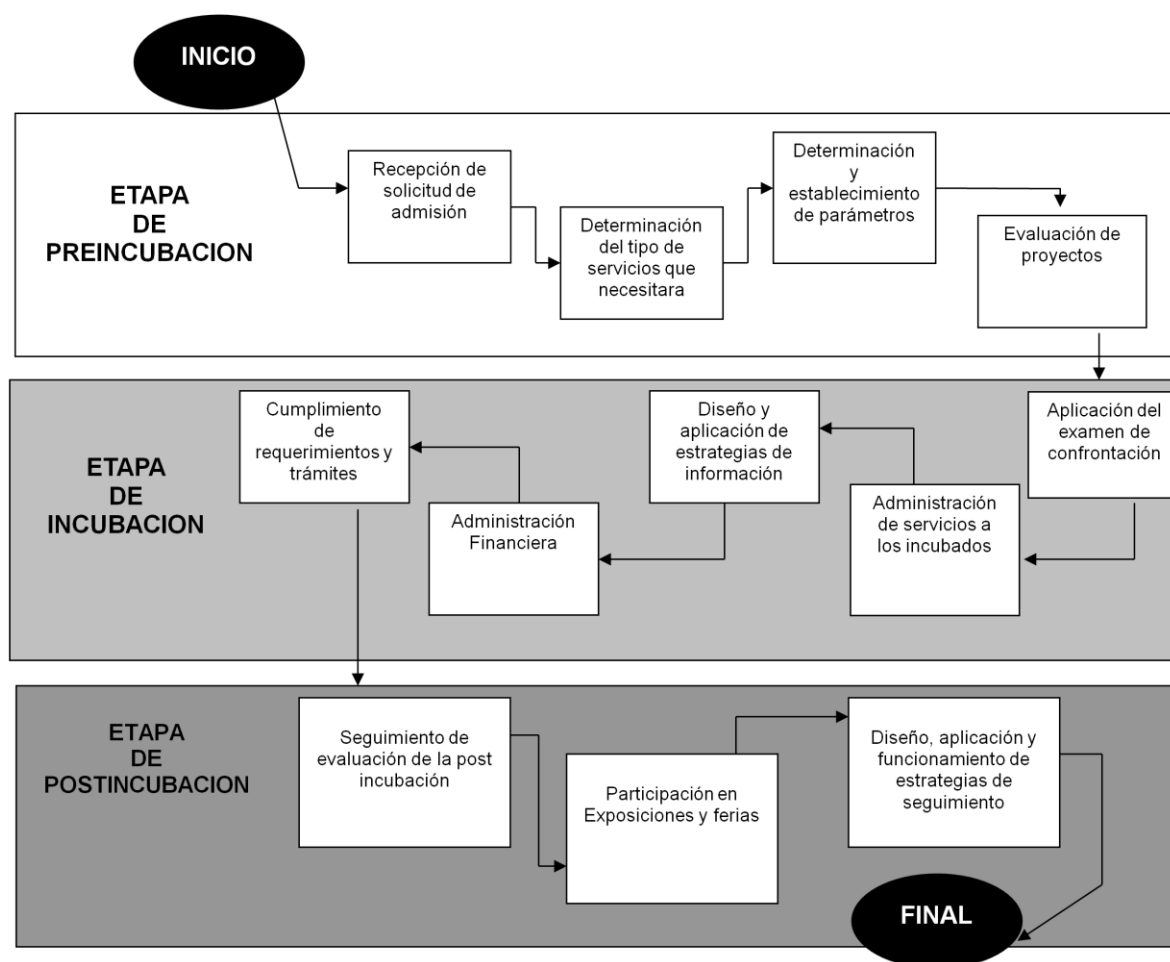 INICIO
ETAPA
DE
PREINCUBACION
Recepción de
solicitud de
admisión
Determinación
del tipo de
servicios que
necesitara
Determinación
y
establecimiento
de parámetros
Evaluación de
proyectos
ETAPA
DE
INCUBACION
Cumplimiento
de
requerimientos y
trámites
Administración
Financiera
Diseño y
aplicación de
estrategias de
información
Administración
de servicios a
los incubados
Aplicación del
examen de
confrontación
ETAPA
DE
POSTINCUBACION
Seguimiento de
evaluación de la post
incubación
Participación en
Exposiciones y ferias
Diseño, aplicación y
funcionamiento de
estrategias de
seguimiento
FINAL